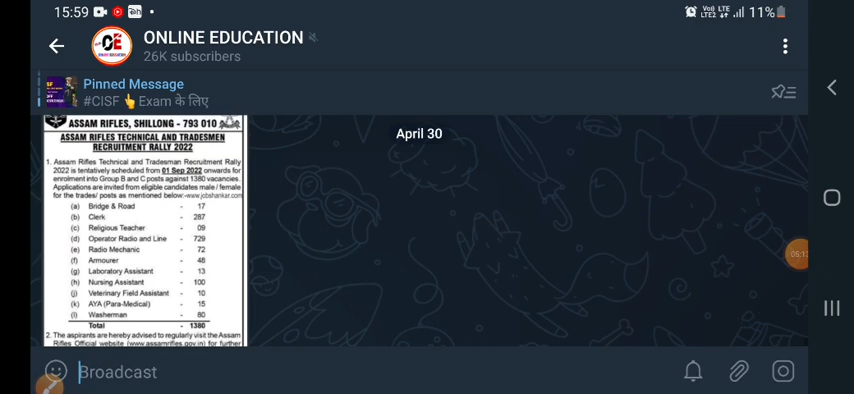 15:59
Vo)) LTE
LTE2
11%
ONLINE EDUCATION
26K subscribers
Pinned Message
#CISF 👆Exam के लिए
April 30
ASSAM RIFLES, SHILLONG - 793 010
ASSAM RIFLES TECHNICAL AND TRADESMEN
RECRUITMENT RALLY 2022
1. Assam Rifles Technical and Tradesman Recruitment Rally
2022 is tentatively scheduled from 01 Sep 2022 onwards for
enrolment into Group B and C posts against 1380 vacancies.
Applications are invited from eligible candidates male / female
for the trades/ posts as mentioned below:-www.jobshankar.com
(a) Bridge & Road - 17
(b) Clerk - 287
(c) Religious Teacher - 09
(d) Operator Radio and Line - 729
(e) Radio Mechanic - 72
(f) Armourer - 48
(g) Laboratory Assistant - 13
(h) Nursing Assistant - 100
(j) Veterinary Field Assistant - 10
(k) AYA (Para-Medical) - 15
(l) Washerman - 80
Total - 1380
2. The aspirants are hereby advised to regularly visit the Assam
Rifles Official website (www.assamrifles.gov.in) for further
05:13
Broadcast